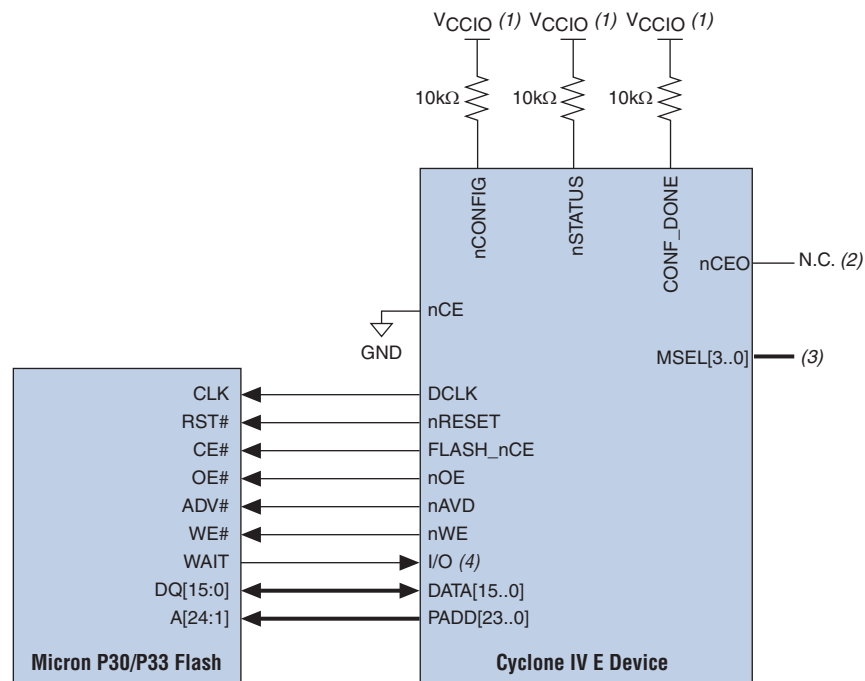 VCCIO (1) VCCIO (1) VCCIO (1)
10kΩ 10kΩ 10kΩ
nCONFIG
nSTATUS
CONF_DONE
nCEO N.C. (2)
nCE
GND
MSEL[3..0] (3)
CLK DCLK
RST# nRESET
CE# FLASH_nCE
OE# nOE
ADV# nAVD
WE# nWE
WAIT I/O (4)
DQ[15:0] DATA[15..0]
A[24:1] PADD[23..0]
Micron P30/P33 Flash Cyclone IV E Device